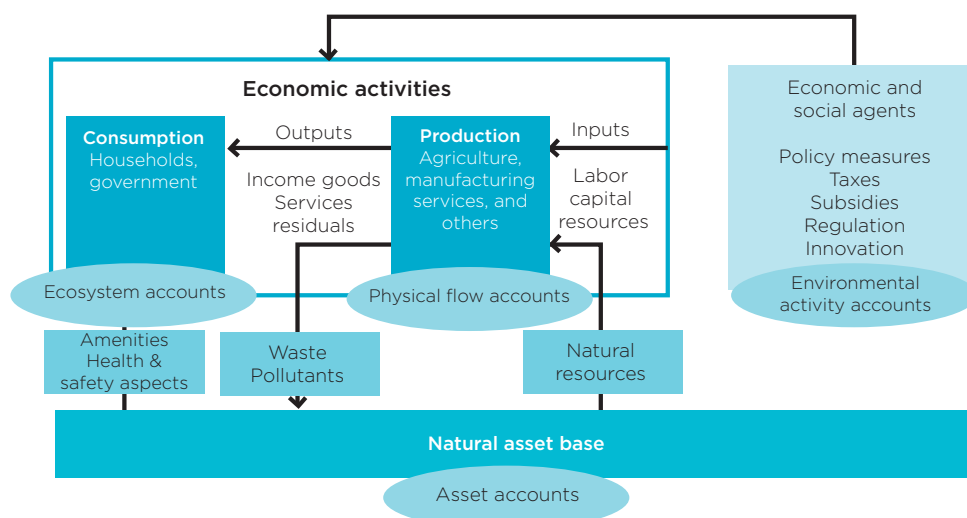 Economic activities
Consumption
Households,
government
Outputs
Income goods
Services
residuals
Production
Agriculture,
manufacturing
services, and
others
Inputs
Labor
capital
resources
Economic and
social agents
Policy measures
Taxes
Subsidies
Regulation
Innovation
Environmental
activity accounts
Ecosystem accounts
Physical flow accounts
Amenities
Health &
safety aspects
Waste
Pollutants
Natural
resources
Natural asset base
Asset accounts